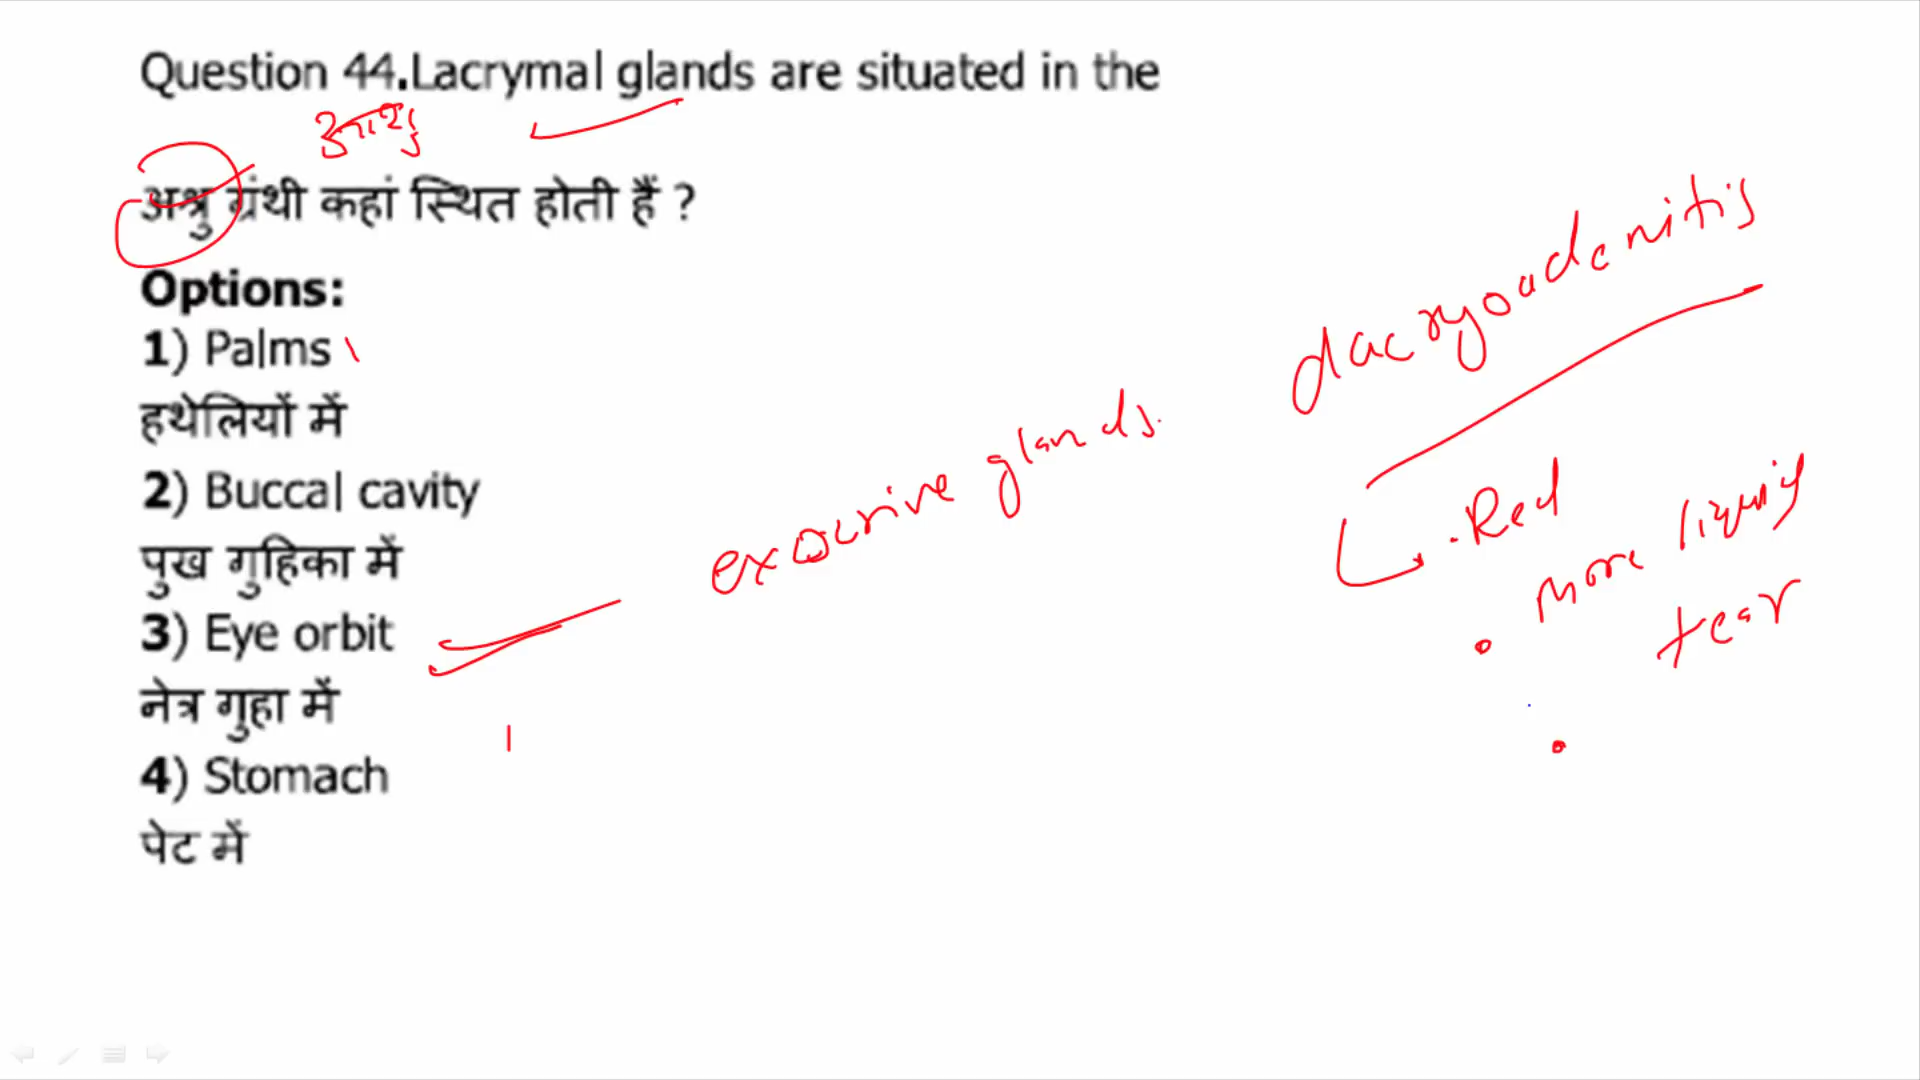 Question 44.Lacrymal glands are situated in the
अश्रु ग्रंथी कहां स्थित होती हैं ?
Options:
1) Palms
हथेलियों में
2) Buccal cavity
पुख गुहिका में
3) Eye orbit
नेत्र गुहा में
4) Stomach
पेट में
exocrine glands.
dacryoadenitis
Red
more liquid
tear